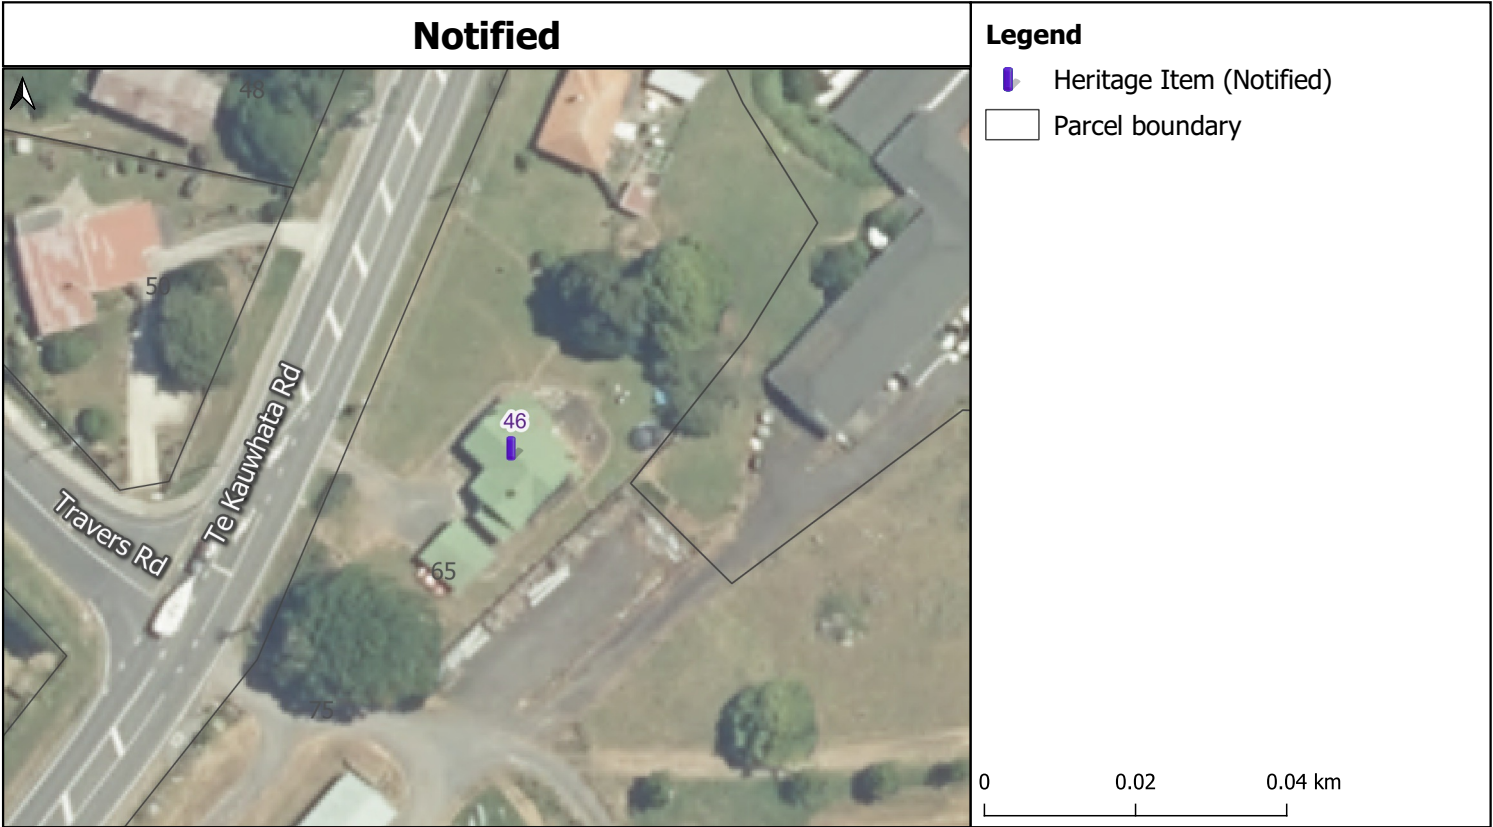 Notified
48
50
46
Te Kauwhata Rd
Travers Rd
65
75
Legend
Heritage Item (Notified)
Parcel boundary
0 0.02 0.04 km